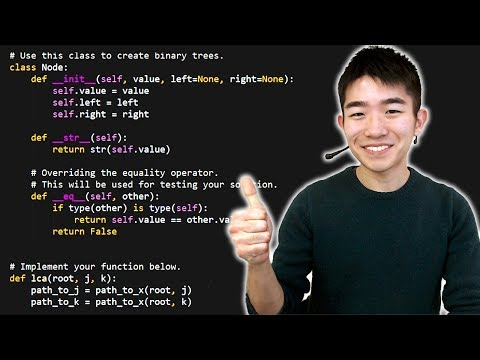 # Use this class to create binary trees.
class Node:
    def __init__(self, value, left=None, right=None):
        self.value = value
        self.left = left
        self.right = right
    def __str__(self):
        return str(self.value)
    # Overriding the equality operator.
    # This will be used for testing your solution.
    def __eq__(self, other):
        if type(other) is type(self):
            return self.value == other.va
        return False
# Implement your function below.
def lca(root, j, k):
    path_to_j = path_to_x(root, j)
    path_to_k = path_to_x(root, k)